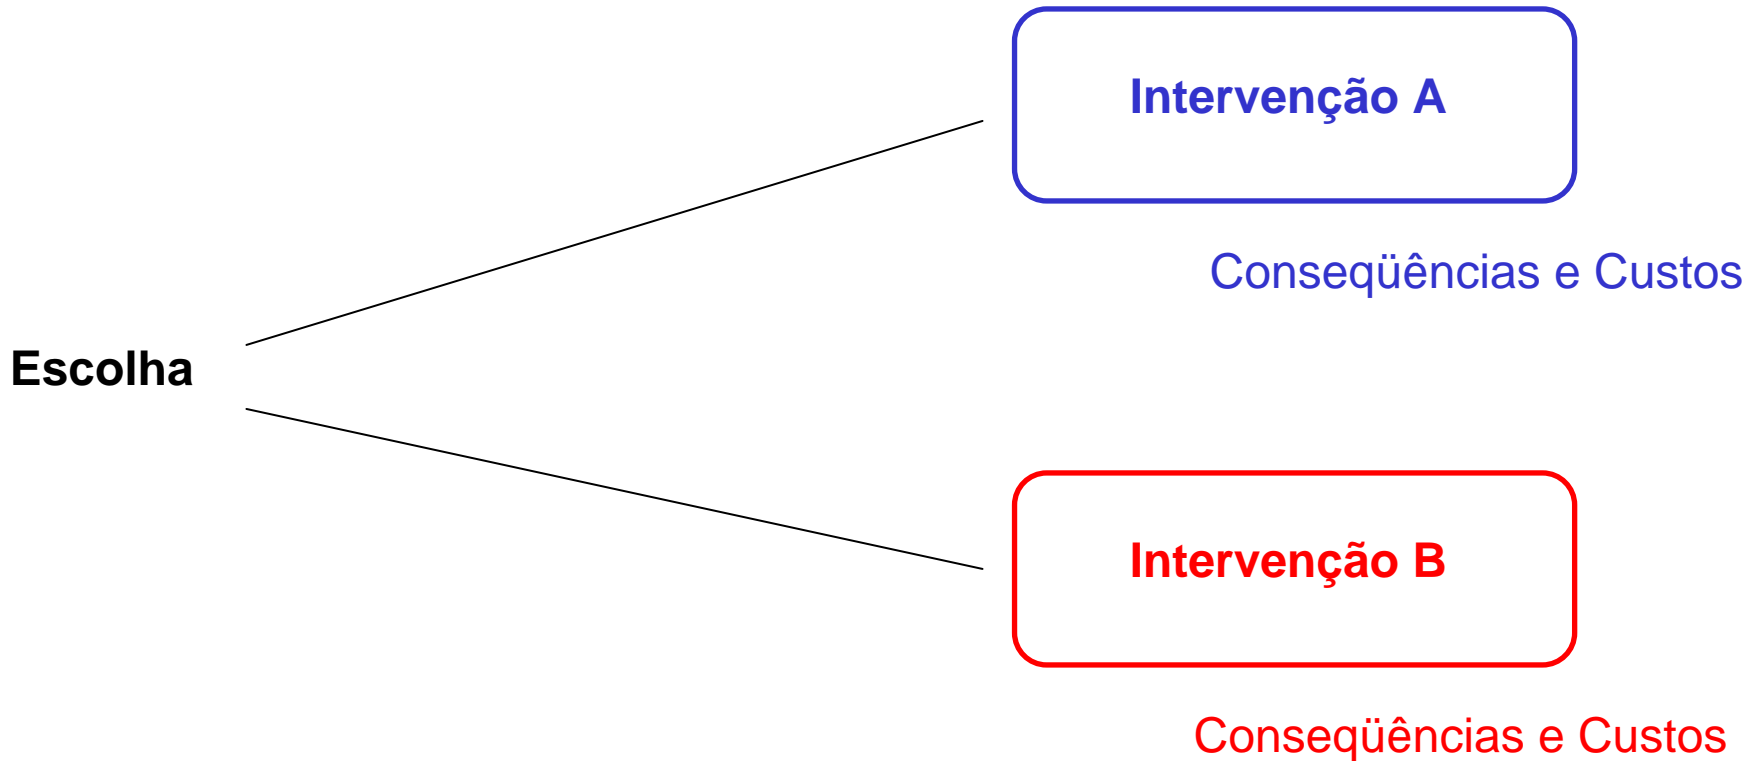 Intervenção A
Conseqüências e Custos
Escolha
Intervenção B
Conseqüências e Custos